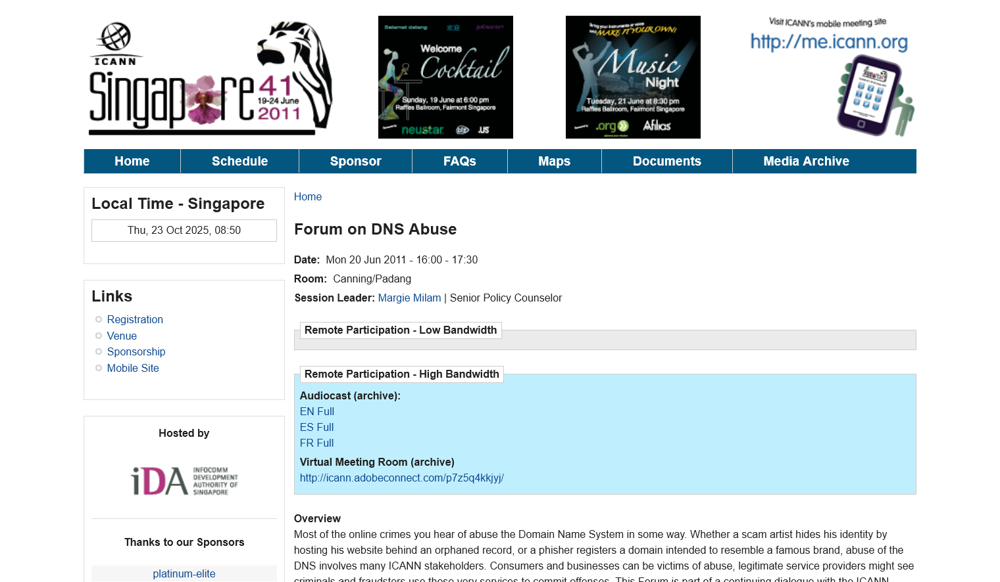 ICANN
Singapore 41
19-24 June
2011
Selamat datang 欢迎
Welcome
Cocktail
Sunday, 19 June at 6:00 pm
Raffles Ballroom, Fairmont Singapore
neustar. biz .US
Bring your instruments or voice
and MAKE IT YOUR OWN!
Music
Night
Tuesday, 21 June at 8:30 pm
Raffles Ballroom, Fairmont Singapore
.org Afilias
Visit ICANN's mobile meeting site
http://me.icann.org
Home Schedule Sponsor FAQs Maps Documents Media Archive
Local Time - Singapore
Thu, 23 Oct 2025, 08:50
Links
Registration
Venue
Sponsorship
Mobile Site
Hosted by
iDA INFOCOMM
DEVELOPMENT
AUTHORITY OF
SINGAPORE
Thanks to our Sponsors
platinum-elite
Home
Forum on DNS Abuse
Date: Mon 20 Jun 2011 - 16:00 - 17:30
Room: Canning/Padang
Session Leader: Margie Milam | Senior Policy Counselor
Remote Participation - Low Bandwidth
Remote Participation - High Bandwidth
Audiocast (archive):
EN Full
ES Full
FR Full
Virtual Meeting Room (archive)
http://icann.adobeconnect.com/p7z5q4kkjyj/
Overview
Most of the online crimes you hear of abuse the Domain Name System in some way. Whether a scam artist hides his identity by
hosting his website behind an orphaned record, or a phisher registers a domain intended to resemble a famous brand, abuse of the
DNS involves many ICANN stakeholders. Consumers and businesses can be victims of abuse, legitimate service providers might see
criminals and fraudsters use those very services to commit offenses. This Forum is part of a continuing dialogue with the ICANN